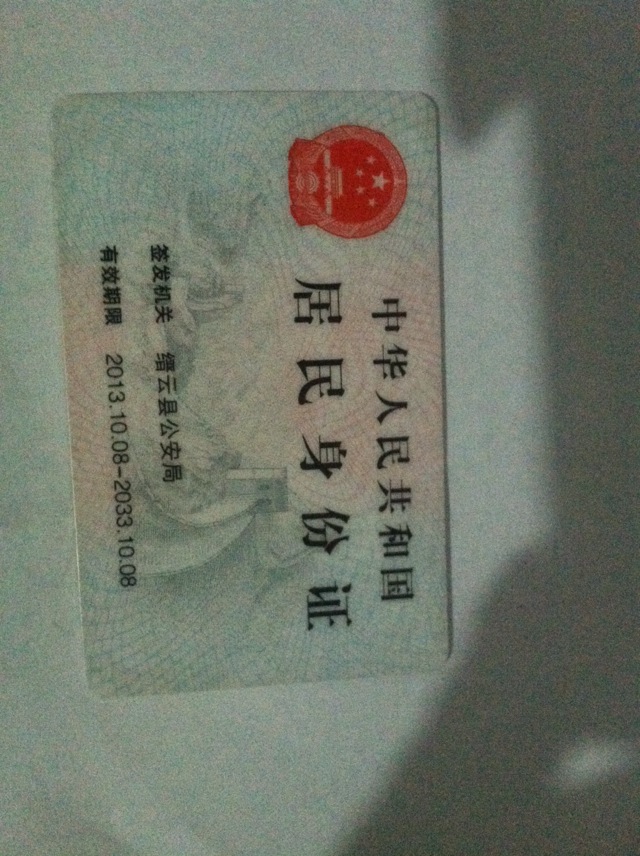 中华人民共和国
居民身份证
签发机关 缙云县公安局
有效期限 2013.10.08-2033.10.08